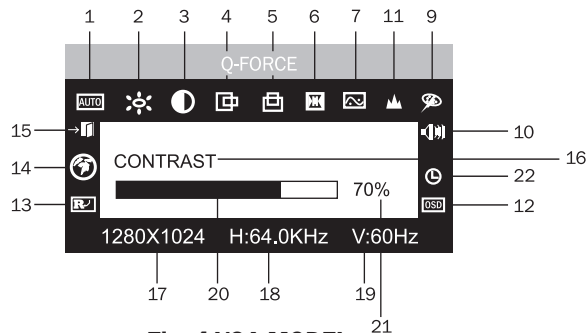 1 2 3 4 5 6 7 11 9
Q-FORCE
AUTO
15 10
CONTRAST 16
14 22
70%
13 OSD 12
1280X1024 H:64.0KHz V:60Hz
17 20 18 19 21